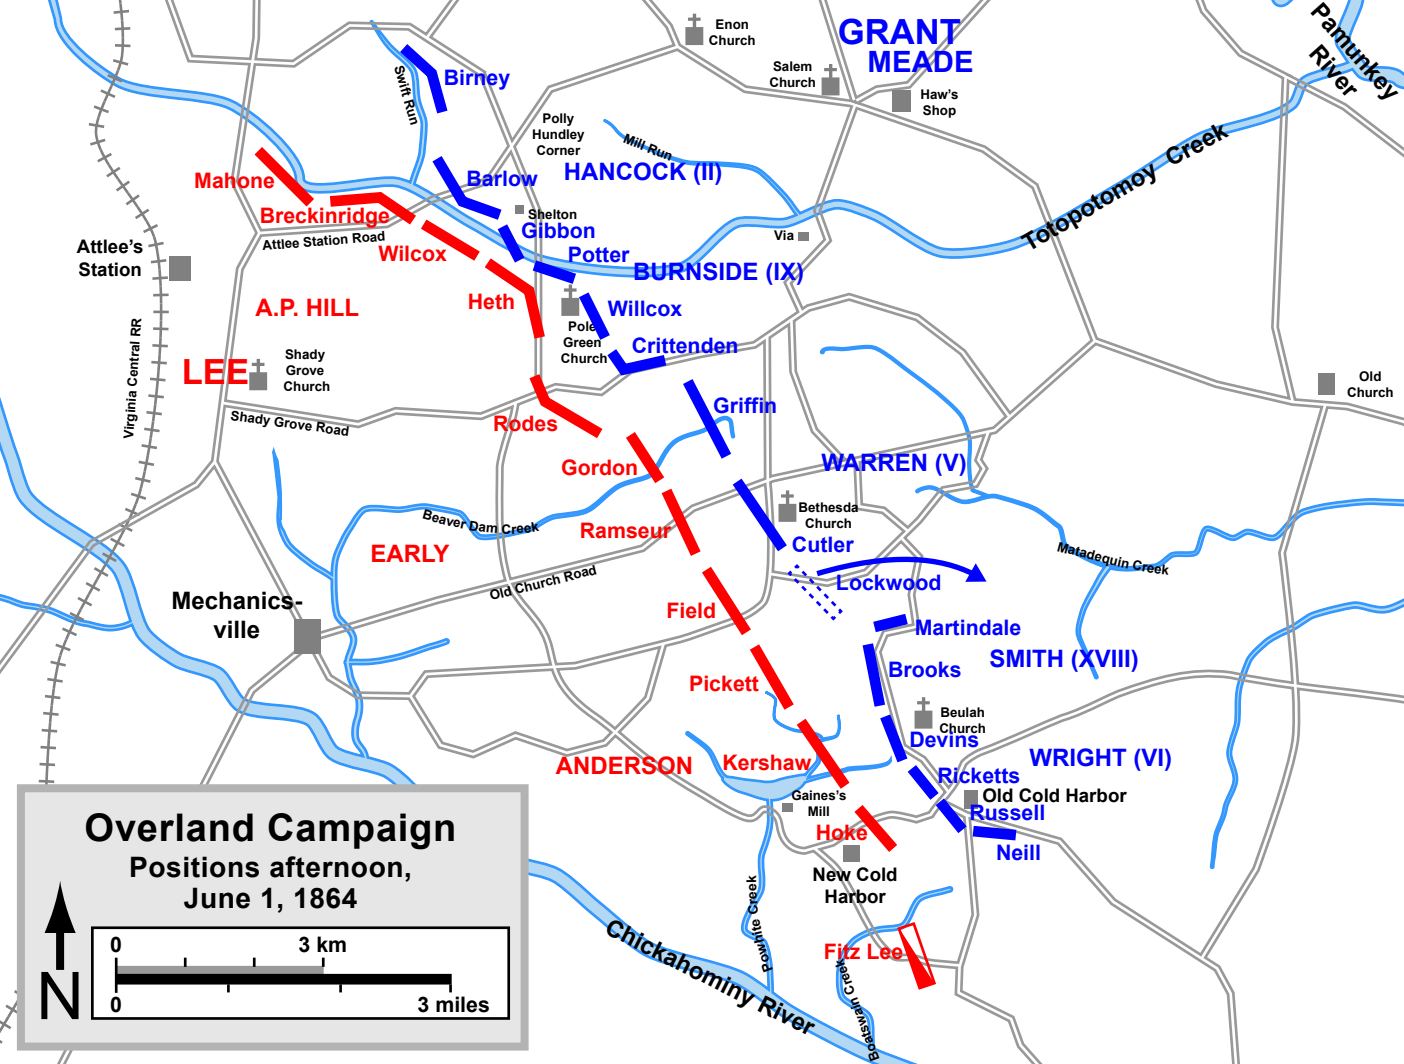 Enon
Church
GRANT
MEADE
Pamunkey
River
Salem
Church
Haw's
Shop
Birney
Swift Run
Polly
Hundley
Corner
Mill Run
HANCOCK (II)
Totopotomoy Creek
Mahone
Barlow
Breckinridge
Shelton
Gibbon
Attlee Station Road
Via
Attlee's
Station
Wilcox
Potter
BURNSIDE (IX)
Heth
A.P. HILL
Willcox
Pole
Green
Church
Crittenden
LEE
Shady
Grove
Church
Virginia Central RR
Old
Church
Shady Grove Road
Rodes
Griffin
Gordon
WARREN (V)
Beaver Dam Creek
Ramseur
Bethesda
Church
Cutler
EARLY
Matadequin Creek
Old Church Road
Lockwood
Mechanics-
ville
Field
Martindale
SMITH (XVIII)
Brooks
Pickett
Beulah
Church
Devins
ANDERSON
Kershaw
WRIGHT (VI)
Ricketts
Gaines's
Mill
Old Cold Harbor
Russell
Hoke
Neill
New Cold
Harbor
Powhite Creek
Chickahominy River
Fitz Lee
Boatswain Creek
Overland Campaign
Positions afternoon,
June 1, 1864
N
0
3 km
0
3 miles